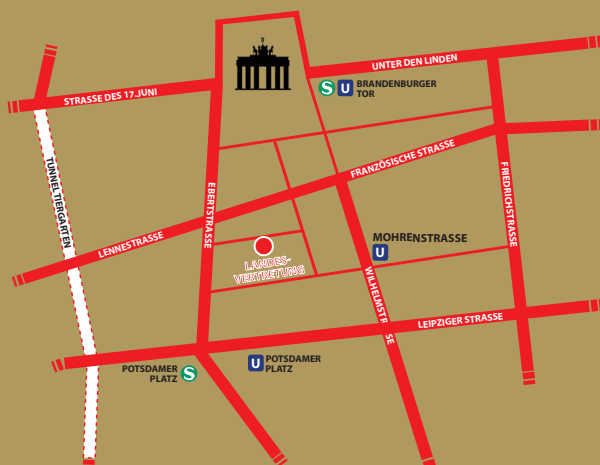 UNTER DEN LINDEN
S U BRANDENBURGER
TOR
STRASSE DES 17.JUNI
TUNNEL TIERGARTEN
FRANZÖSISCHE STRASSE
FRIEDRICHSTRASSE
EBERTSTRASSE
LENNESTRASSE
MOHRENSTRASSE
U
LANDES-
VERTRETUNG
WILHELMSTRASSE
LEIPZIGER STRASSE
POTSDAMER
PLATZ S
U POTSDAMER
PLATZ